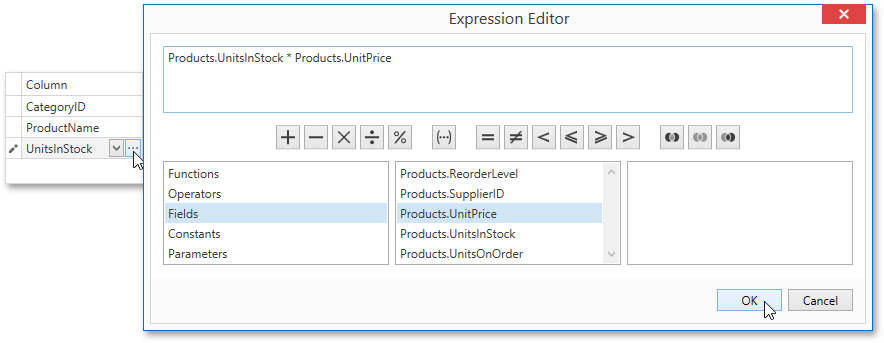 Expression Editor
Products.UnitsInStock * Products.UnitPrice
Column
CategoryID
ProductName
UnitsInStock ...
+ − × ÷ % (...) = ≠ < ≤ ≥ >
Functions
Operators
Fields
Constants
Parameters
Products.ReorderLevel
Products.SupplierID
Products.UnitPrice
Products.UnitsInStock
Products.UnitsOnOrder
OK Cancel